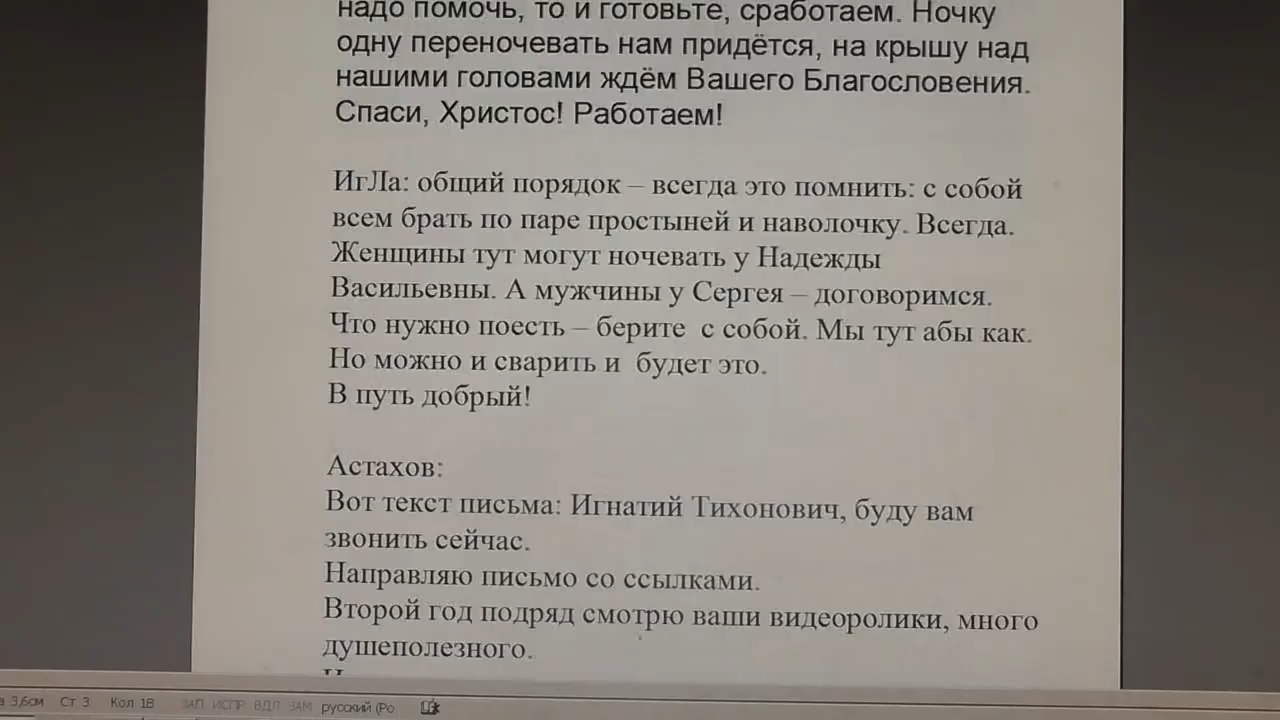 надо помочь, то и готовьте, сработаем. Ночку
одну переночевать нам придётся, на крышу над
нашими головами ждём Вашего Благословения.
Спаси, Христос! Работаем!
ИгЛа: общий порядок – всегда это помнить: с собой
всем брать по паре простыней и наволочку. Всегда.
Женщины тут могут ночевать у Надежды
Васильевны. А мужчины у Сергея – договоримся.
Что нужно поесть – берите с собой. Мы тут абы как.
Но можно и сварить и будет это.
В путь добрый!
Астахов:
Вот текст письма: Игнатий Тихонович, буду вам
звонить сейчас.
Направляю письмо со ссылками.
Второй год подряд смотрю ваши видеоролики, много
душеполезного.
3,6см Ст 3 Кол 18 ЗАП ИСПР ВДЛ ЗАМ русский (Ро